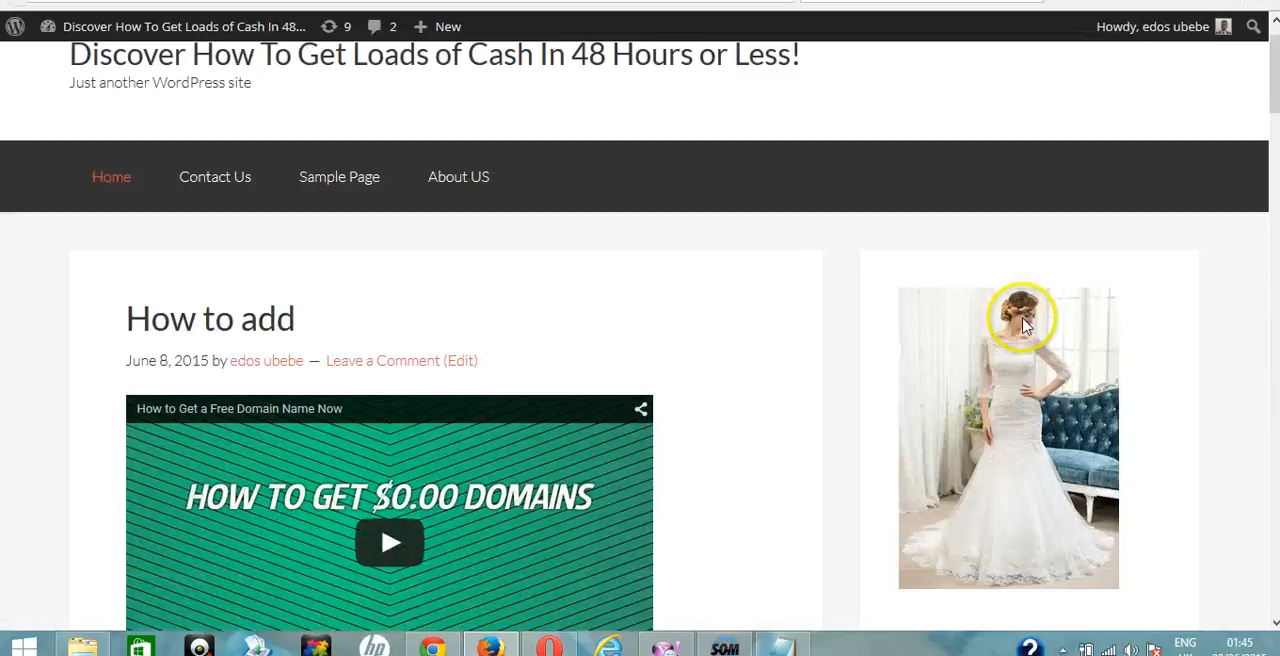 Discover How To Get Loads of Cash In 48... 9 2 New Howdy, edos ubebe
Discover How To Get Loads of Cash In 48 Hours or Less!
Just another WordPress site
Home Contact Us Sample Page About US
How to add
June 8, 2015 by edos ubebe — Leave a Comment (Edit)
How to Get a Free Domain Name Now
HOW TO GET $0.00 DOMAINS
hp SOM ? ENG 01:45